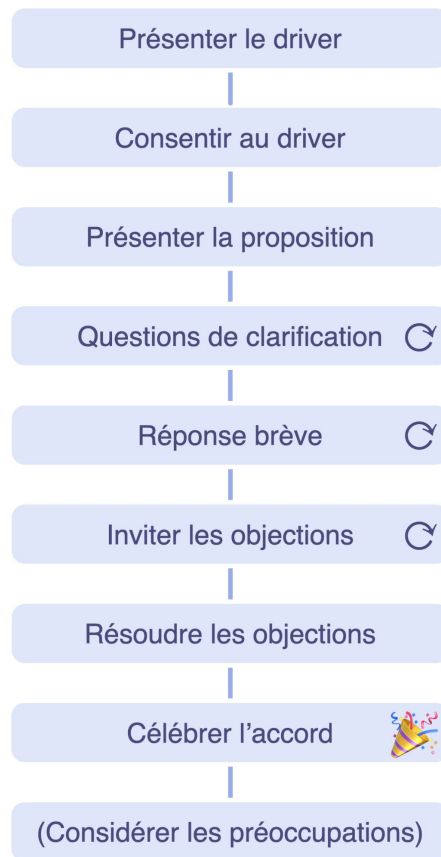 Présenter le driver
Consentir au driver
Présenter la proposition
Questions de clarification
Réponse brève
Inviter les objections
Résoudre les objections
Célébrer l’accord
(Considérer les préoccupations)